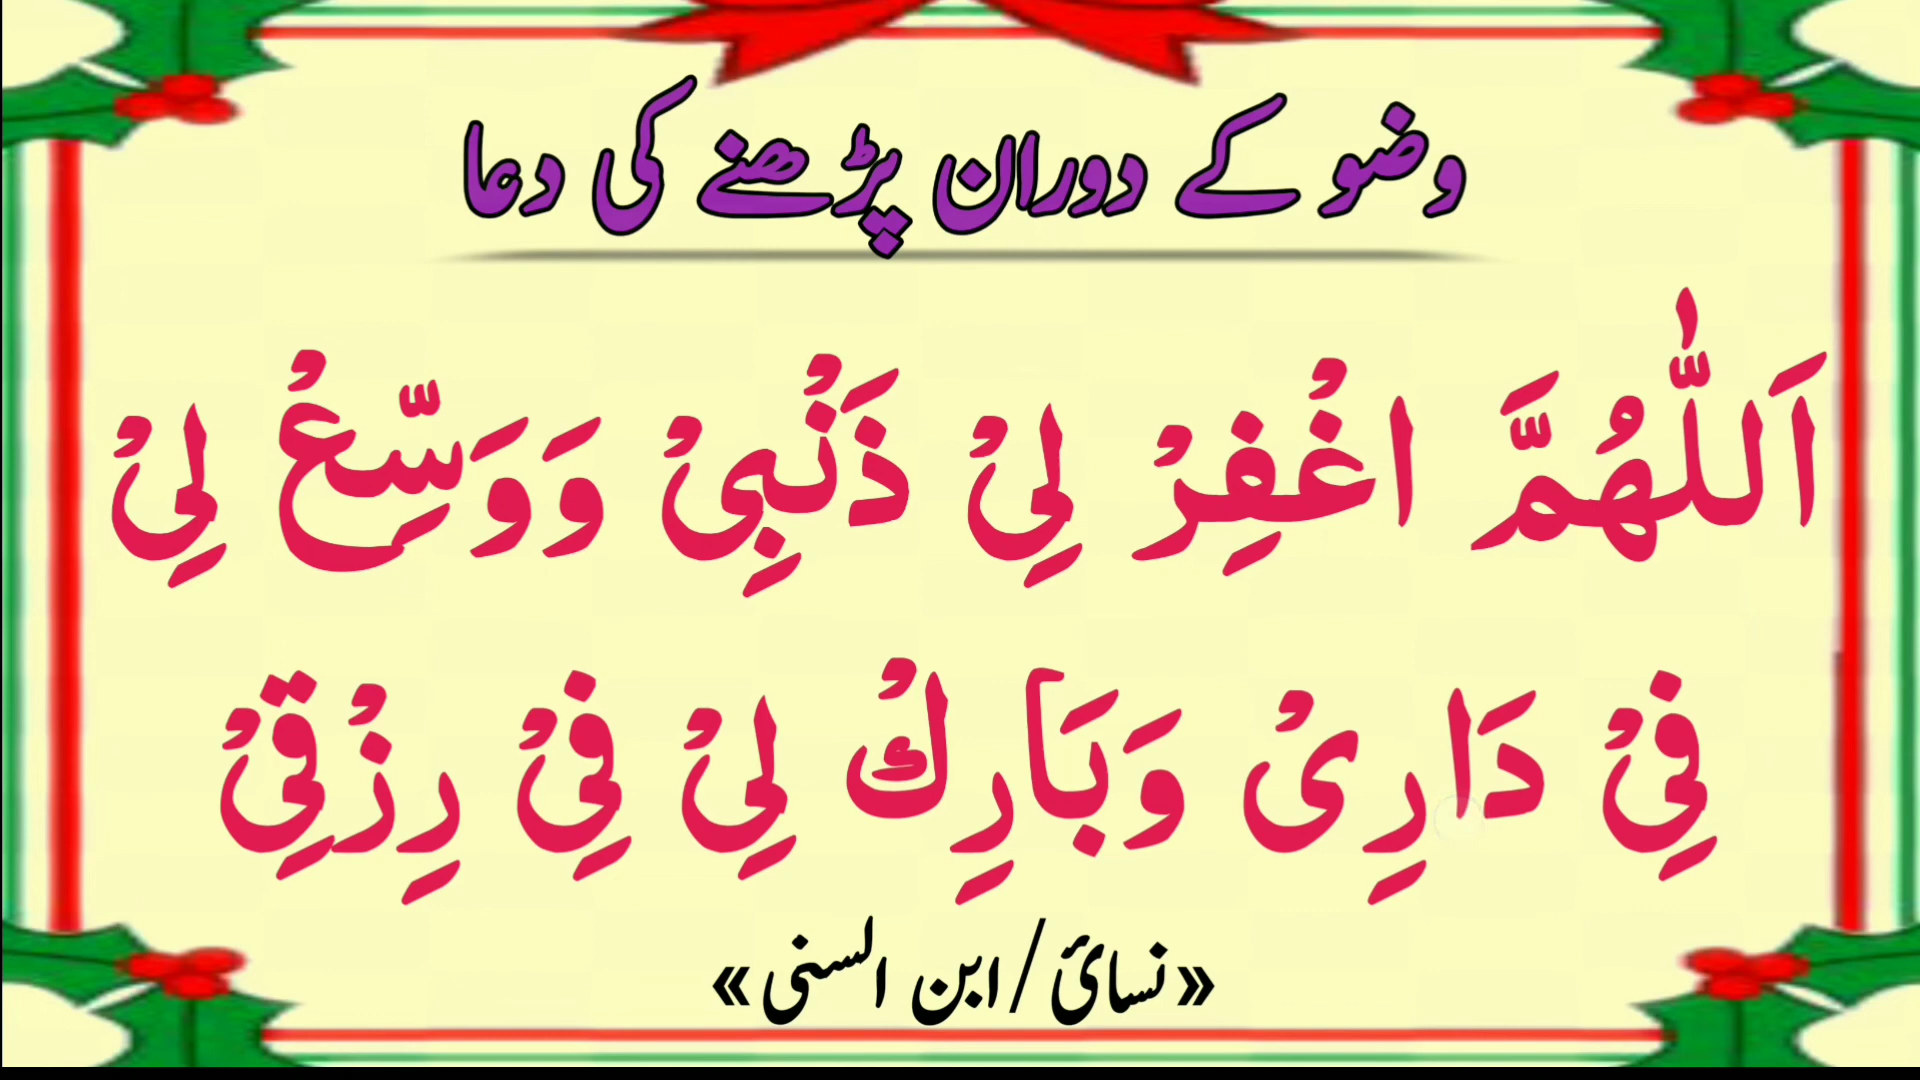 وضو کے دوران پڑھنے کی دعا
اَللّٰهُمَّ اغْفِرْ لِیْ ذَنْۢبِیْ وَوَسِّعْ لِیْ
فِیْ دَارِیْ وَبَارِكْ لِیْ فِیْ رِزْقِیْ
«نسائ/ابن السنی»